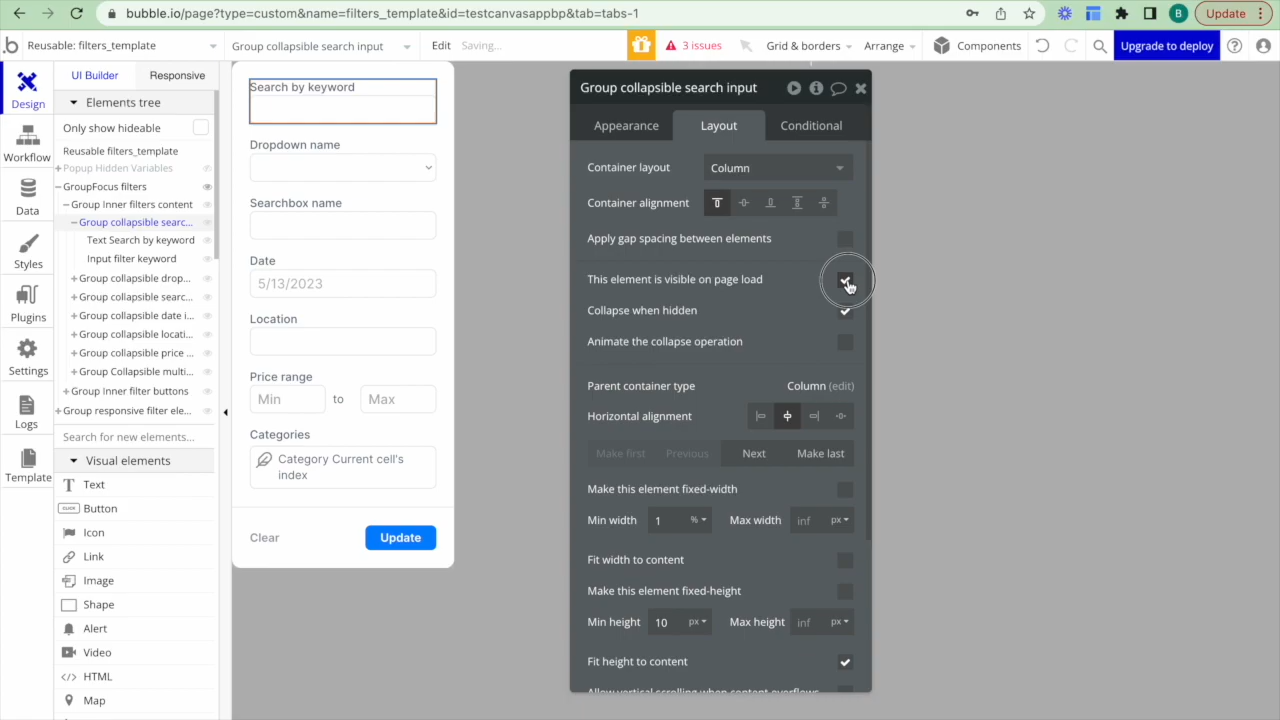 bubble.io/page?type=custom&name=filters_template&id=testcanvasappbp&tab=tabs-1
B
Update
Reusable: filters_template
Group collapsible search input
Edit
Saving...
3 issues
Grid & borders
Arrange
Components
Upgrade to deploy
Design
Workflow
Data
Styles
Plugins
Settings
Logs
Template
UI Builder
Responsive
Elements tree
Only show hideable
Reusable filters_template
Popup Hidden Variables
GroupFocus filters
Group Inner filters content
Group collapsible searc...
Text Search by keyword
Input filter keyword
Group collapsible drop...
Group collapsible searc...
Group collapsible date i...
Group collapsible locati...
Group collapsible price ...
Group Collapsible multi...
Group Inner filter buttons
Group responsive filter ele...
Search for new elements...
Visual elements
Text
CLICK
Button
Icon
Link
Image
Shape
Alert
Video
</> HTML
Map
Search by keyword
Dropdown name
Searchbox name
Date
5/13/2023
Location
Price range
Min
to
Max
Categories
Category Current cell's
index
Clear
Update
Group collapsible search input
Appearance
Layout
Conditional
Container layout
Column
Container alignment
Apply gap spacing between elements
This element is visible on page load
Collapse when hidden
Animate the collapse operation
Parent container type
Column (edit)
Horizontal alignment
Make first
Previous
Next
Make last
Make this element fixed-width
Min width
1
%
Max width
inf
px
Fit width to content
Make this element fixed-height
Min height
10
px
Max height
inf
px
Fit height to content
Allow vertical scrolling when content overflows